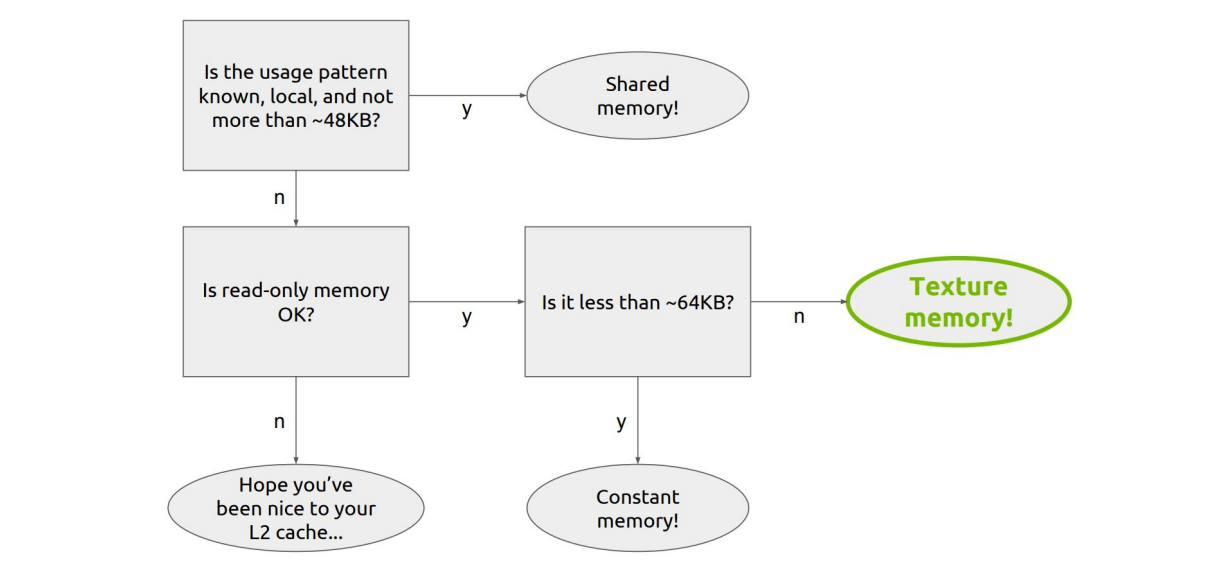 Is the usage pattern
known, local, and not
more than ~48KB?
y
Shared
memory!
n
Is read-only memory
OK?
y
Is it less than ~64KB?
n
Texture
memory!
n
y
Hope you’ve
been nice to your
L2 cache...
Constant
memory!